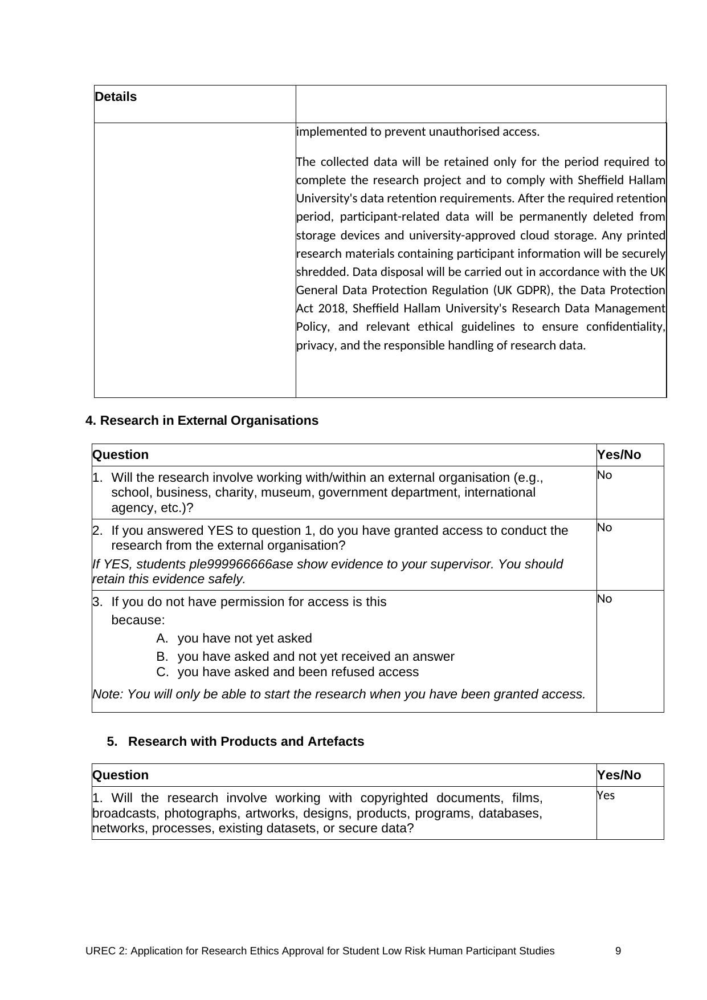 Details
implemented to prevent unauthorised access.
The collected data will be retained only for the period required to
complete the research project and to comply with Sheffield Hallam
University's data retention requirements. After the required retention
period, participant-related data will be permanently deleted from
storage devices and university-approved cloud storage. Any printed
research materials containing participant information will be securely
shredded. Data disposal will be carried out in accordance with the UK
General Data Protection Regulation (UK GDPR), the Data Protection
Act 2018, Sheffield Hallam University's Research Data Management
Policy, and relevant ethical guidelines to ensure confidentiality,
privacy, and the responsible handling of research data.
4. Research in External Organisations
Question Yes/No
1. Will the research involve working with/within an external organisation (e.g., No
school, business, charity, museum, government department, international
agency, etc.)?
2. If you answered YES to question 1, do you have granted access to conduct the No
research from the external organisation?
If YES, students ple999966666ase show evidence to your supervisor. You should
retain this evidence safely.
3. If you do not have permission for access is this No
because:
A. you have not yet asked
B. you have asked and not yet received an answer
C. you have asked and been refused access
Note: You will only be able to start the research when you have been granted access.
5. Research with Products and Artefacts
Question Yes/No
1. Will the research involve working with copyrighted documents, films, Yes
broadcasts, photographs, artworks, designs, products, programs, databases,
networks, processes, existing datasets, or secure data?
UREC 2: Application for Research Ethics Approval for Student Low Risk Human Participant Studies 9